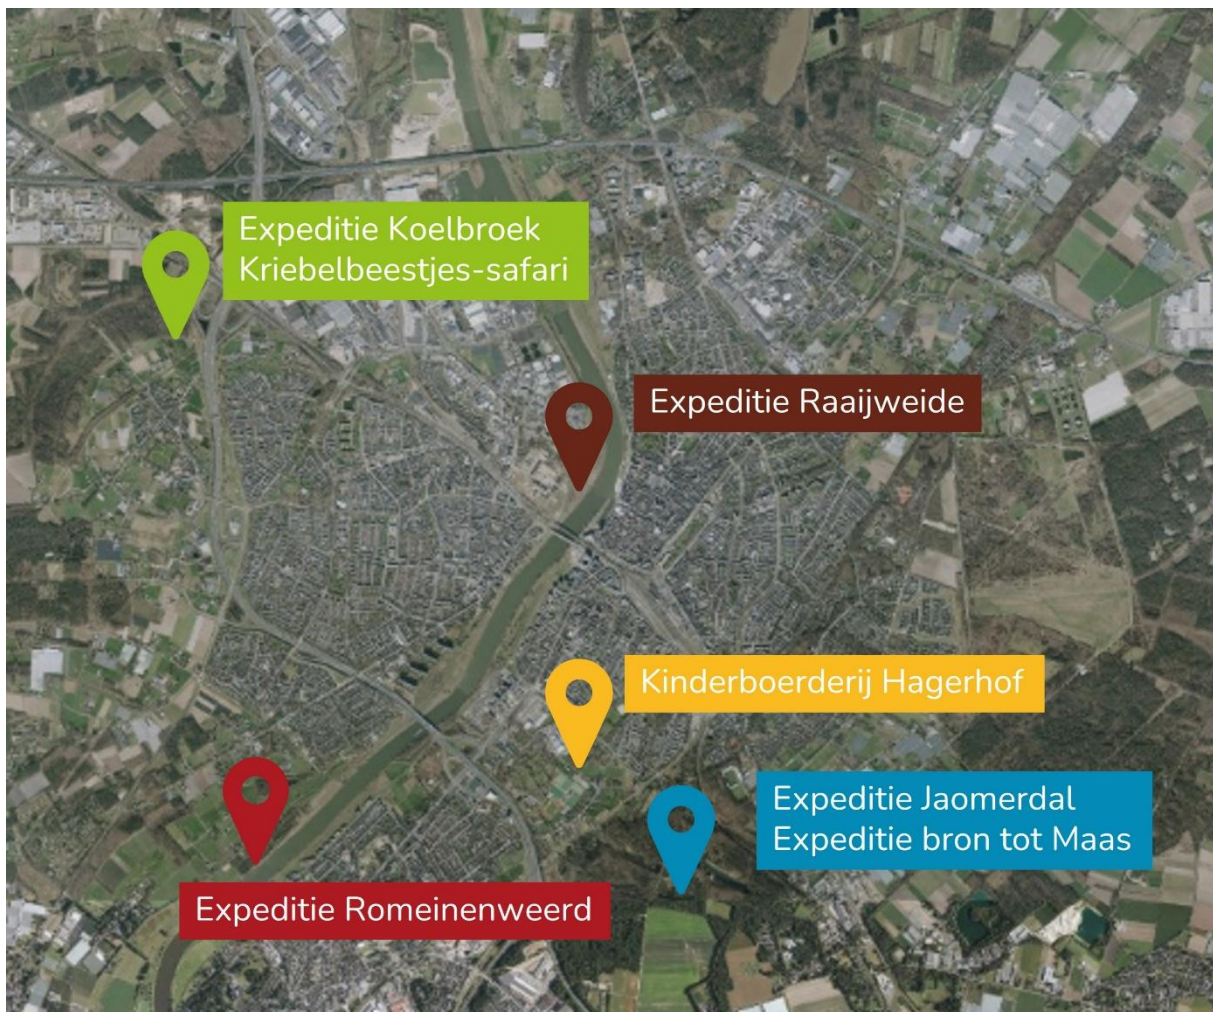 Expeditie Koelbroek
Kriebelbeestjes-safari
Expeditie Raaijweide
Kinderboerderij Hagerhof
Expeditie Jaomerdal
Expeditie bron tot Maas
Expeditie Romeinenweerd